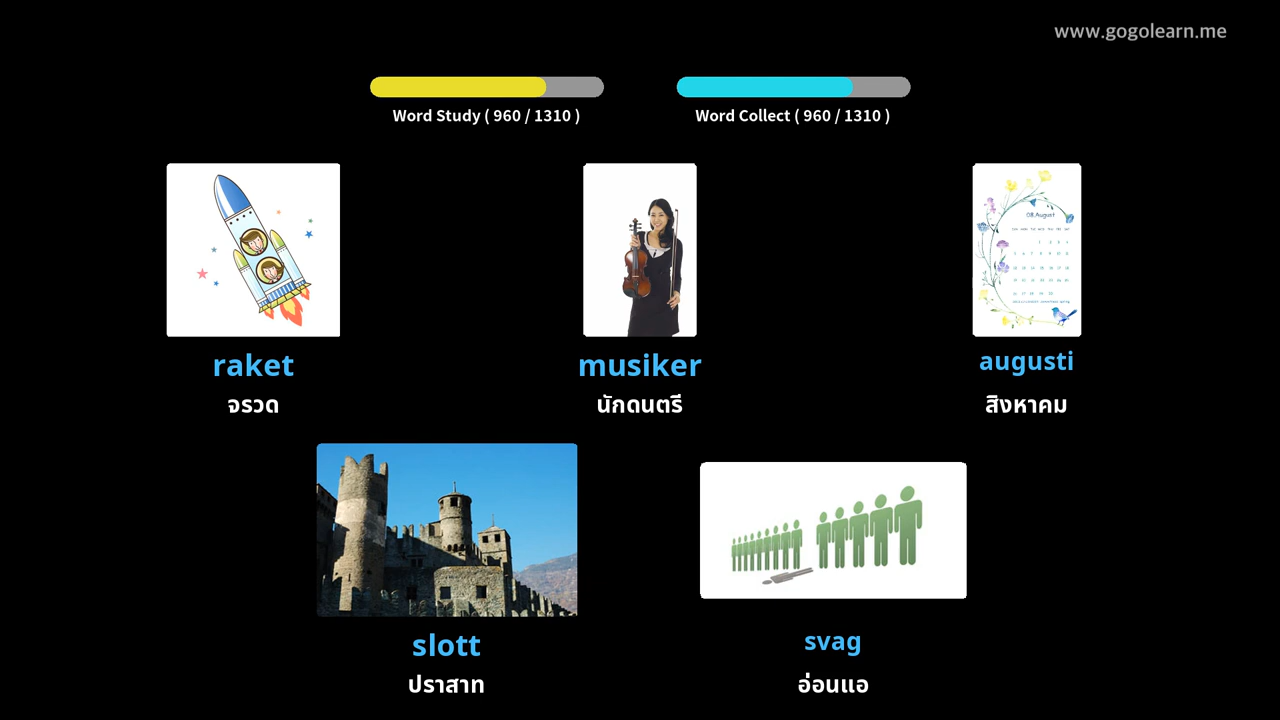 www.gogolearn.me
Word Study ( 960 / 1310 )
Word Collect ( 960 / 1310 )
08.August
raket
musiker
augusti
จรวด
นักดนตรี
สิงหาคม
slott
svag
ปราสาท
อ่อนแอ